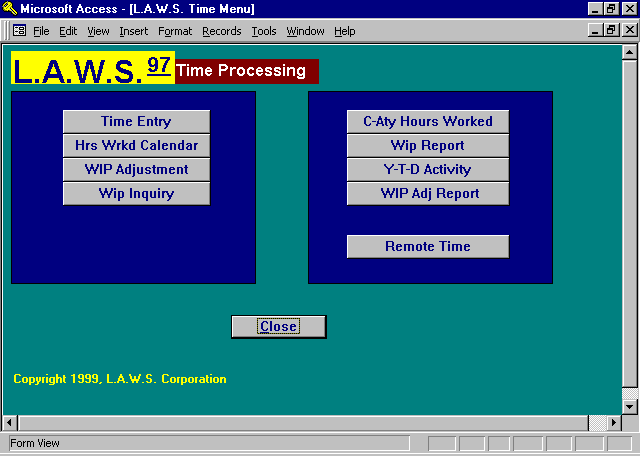 Microsoft Access - [L.A.W.S. Time Menu]
File Edit View Insert Format Records Tools Window Help
L.A.W.S. 97 Time Processing
Time Entry
Hrs Wrkd Calendar
WIP Adjustment
Wip Inquiry
C-Aty Hours Worked
Wip Report
Y-T-D Activity
WIP Adj Report
Remote Time
Close
Copyright 1999, L.A.W.S. Corporation
Form View